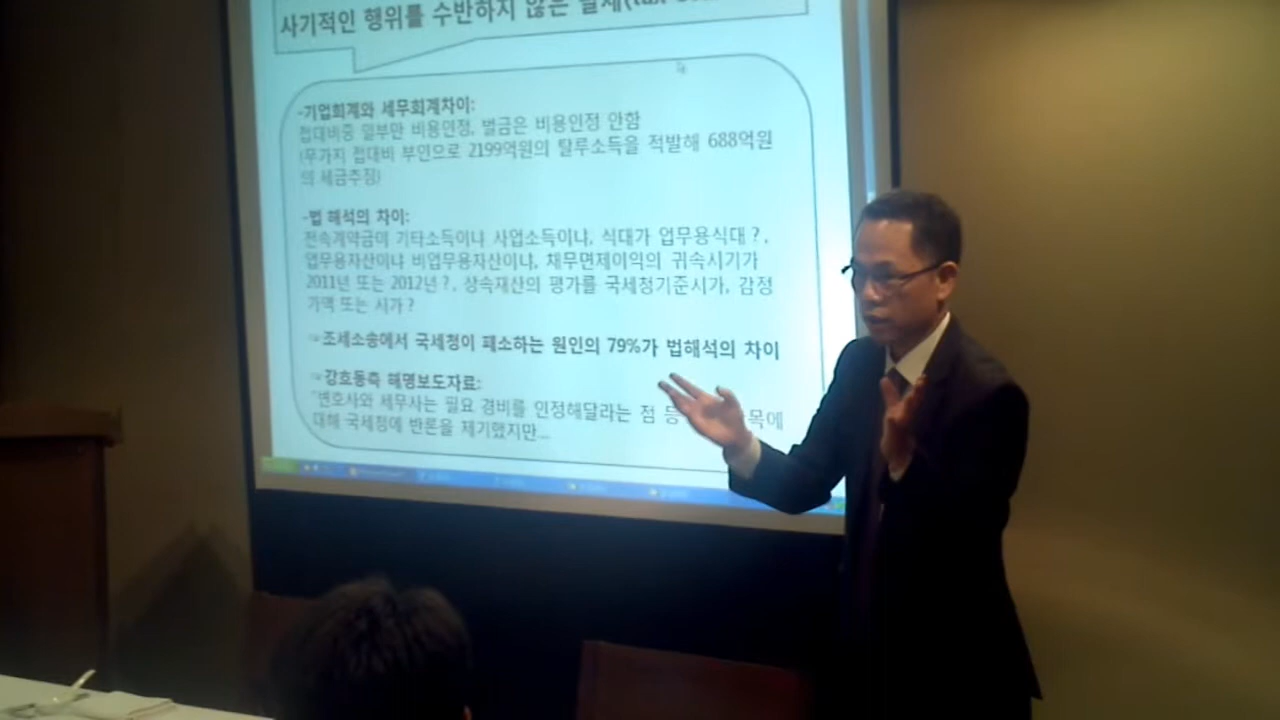 사기적인 행위를 수반하지 않은 탈세(tax
-기업회계와 세무회계차이:
접대비중 일부만 비용인정, 벌금은 비용인정 안함
(무가지 접대비 부인으로 2199억원의 탈루소득을 적발해 688억원
의 세금추징)
-법 해석의 차이:
전속계약금이 기타소득이냐 사업소득이냐, 식대가 업무용식대?,
업무용자산이냐 비업무용자산이냐, 채무면제이익의 귀속시기가
2011년 또는 2012년?, 상속재산의 평가를 국세청기준시가, 감정
가액 또는 시가?
☞조세소송에서 국세청이 패소하는 원인의 79%가 법해석의 차이
☞강호동측 해명보도자료:
"변호사와 세무사는 필요 경비를 인정해달라는 점 등 목에
대해 국세청에 반론을 제기했지만...